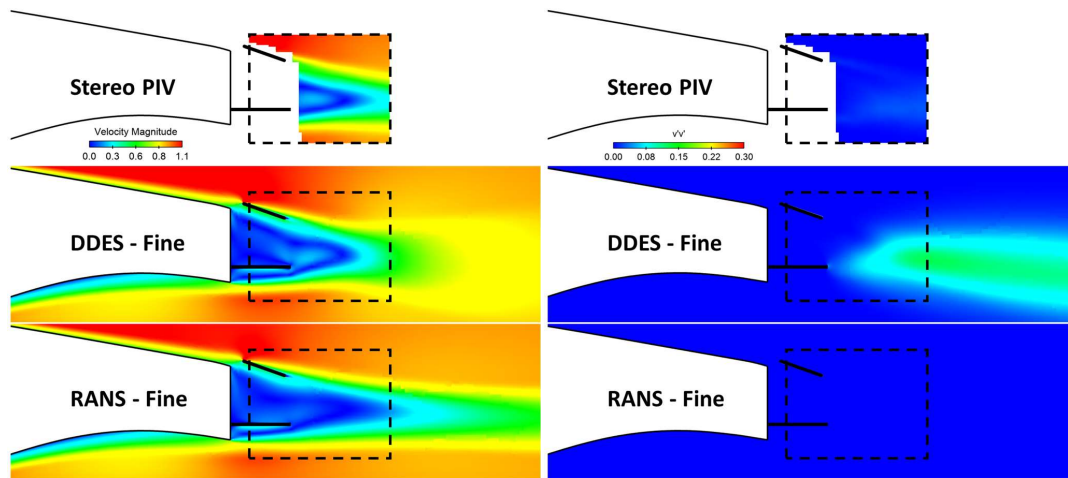 Stereo PIV
Velocity Magnitude
0.0 0.3 0.6 0.8 1.1
Stereo PIV
v'v'
0.00 0.08 0.15 0.22 0.30
DDES - Fine
DDES - Fine
RANS - Fine
RANS - Fine